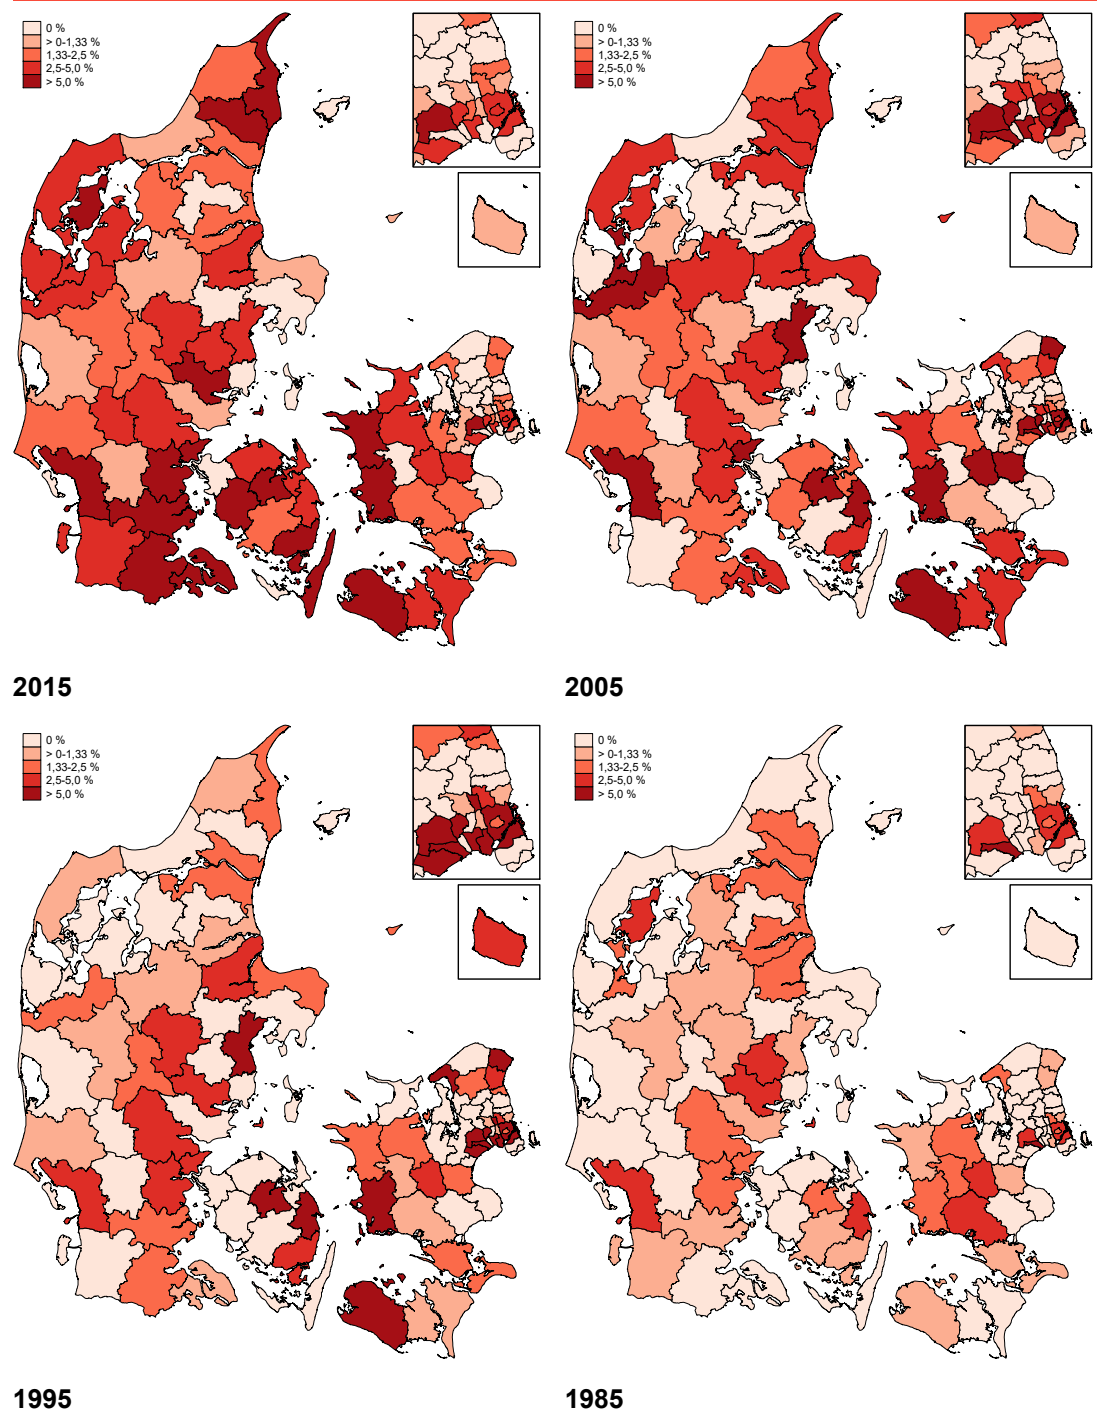 0 %
> 0-1,33 %
1,33-2,5 %
2,5-5,0 %
> 5,0 %
2015
0 %
> 0-1,33 %
1,33-2,5 %
2,5-5,0 %
> 5,0 %
2005
0 %
> 0-1,33 %
1,33-2,5 %
2,5-5,0 %
> 5,0 %
1995
0 %
> 0-1,33 %
1,33-2,5 %
2,5-5,0 %
> 5,0 %
1985